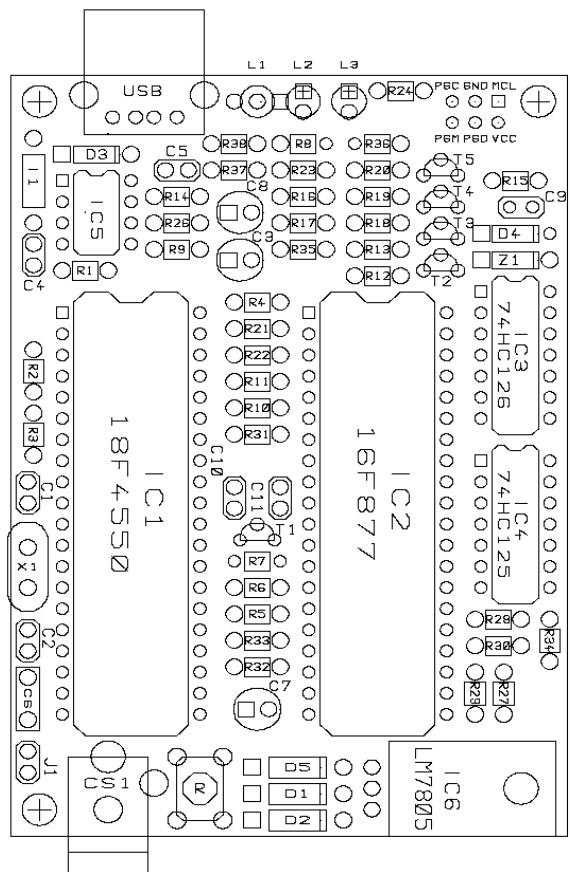 USB
L1 L2 L3
R24
PGC GND MCL
PGM PGD VCC
D3
C5
R38 R8 R36
R37 R23 R20
T5
I1
R14
C8
R16 R19
T4
R15
C9
IC5
R26
R17 R18
T3
D4
R9
C3
R35 R13
Z1
R1
R12
T2
C4
R4
R21
R22
R11
R10
R31
R2
R3
IC3
74HC126
IC1
18F4550
IC2
16F877
C10
C11
T1
IC4
74HC125
C1
X1
R7
R6
R5
R33
R32
C2
C6
C7
R29
R30
R34
R28
R27
J1
CS1
R
D5
D1
D2
IC6
LM7805